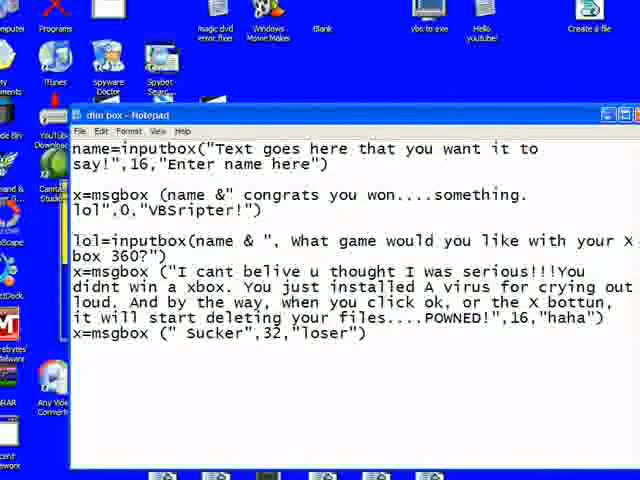 omputer
Programs
magic dvd
error fixer
Windows
Movie Maker
Blank
vbs to exe
Hello
youtube!
Create a file
iTunes
spyware
Doctor
Spybot
Sear...
dim box - Notepad
File Edit Format View Help
name=inputbox("Text goes here that you want it to
say!",16,"Enter name here")
x=msgbox (name &" congrats you won....something.
lol",0,"VBSripter!")
lol=inputbox(name & ", What game would you like with your X
box 360?")
x=msgbox ("I cant belive u thought I was serious!!!You
didnt win a xbox. You just installed A virus for crying out
loud. And by the way, when you click ok, or the X bottun,
it will start deleting your files....POWNED!",16,"haha")
x=msgbox (" Sucker",32,"loser")
Any Video
Converte